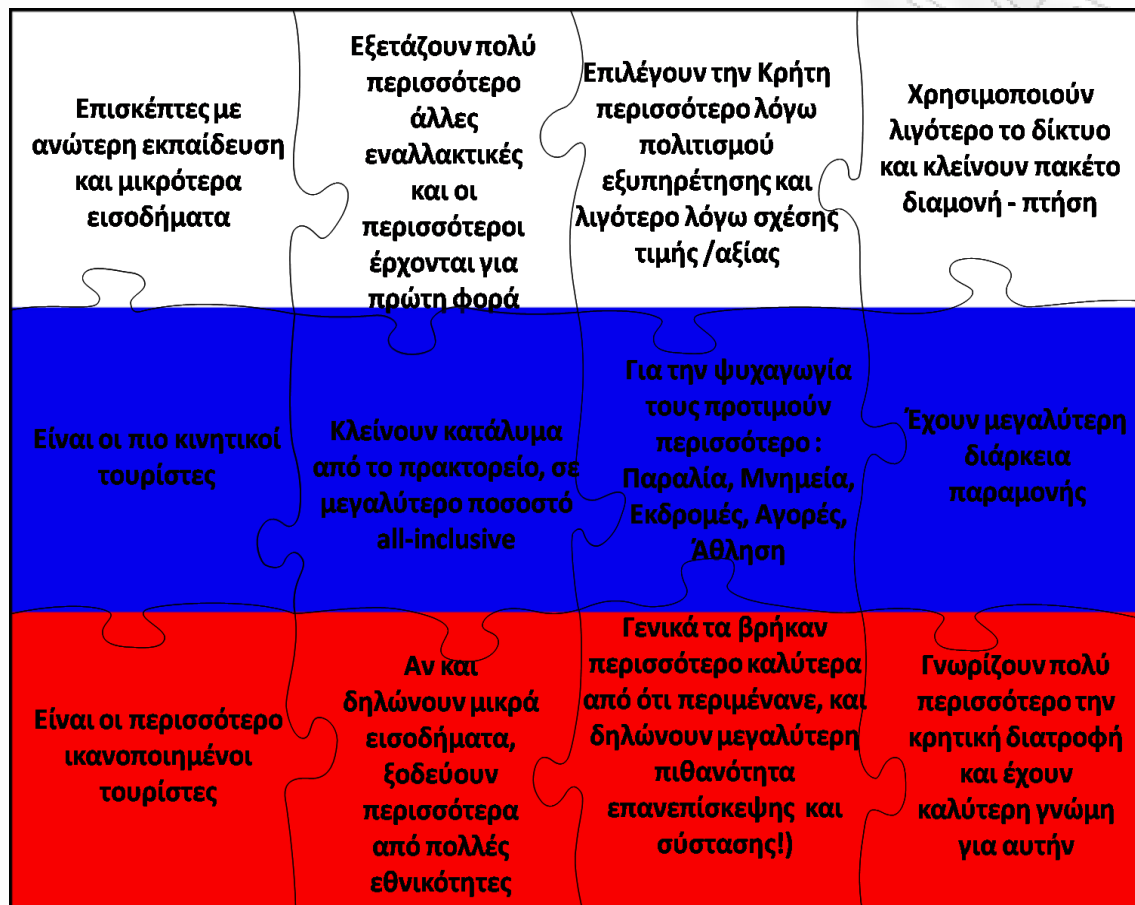 Επισκέπτες με
ανώτερη εκπαίδευση
και μικρότερα
εισοδήματα
Εξετάζουν πολύ
περισσότερο
άλλες
εναλλακτικές
και οι
περισσότεροι
έρχονται για
πρώτη φορά
Επιλέγουν την Κρήτη
περισσότερο λόγω
πολιτισμού
εξυπηρέτησης και
λιγότερο λόγω σχέσης
τιμής /αξίας
Χρησιμοποιούν
λιγότερο το δίκτυο
και κλείνουν πακέτο
διαμονή - πτήση
Είναι οι πιο κινητικοί
τουρίστες
Κλείνουν κατάλυμα
από το πρακτορείο, σε
μεγαλύτερο ποσοστό
all-inclusive
Για την ψυχαγωγία
τους προτιμούν
περισσότερο :
Παραλία, Μνημεία,
Εκδρομές, Αγορές,
Άθληση
Έχουν μεγαλύτερη
διάρκεια
παραμονής
Είναι οι περισσότερο
ικανοποιημένοι
τουρίστες
Αν και
δηλώνουν μικρά
εισοδήματα,
ξοδεύουν
περισσότερα
από πολλές
εθνικότητες
Γενικά τα βρήκαν
περισσότερο καλύτερα
από ότι περιμένανε, και
δηλώνουν μεγαλύτερη
πιθανότητα
επανεπίσκεψης και
σύστασης!)
Γνωρίζουν πολύ
περισσότερο την
κρητική διατροφή
και έχουν
καλύτερη γνώμη
για αυτήν